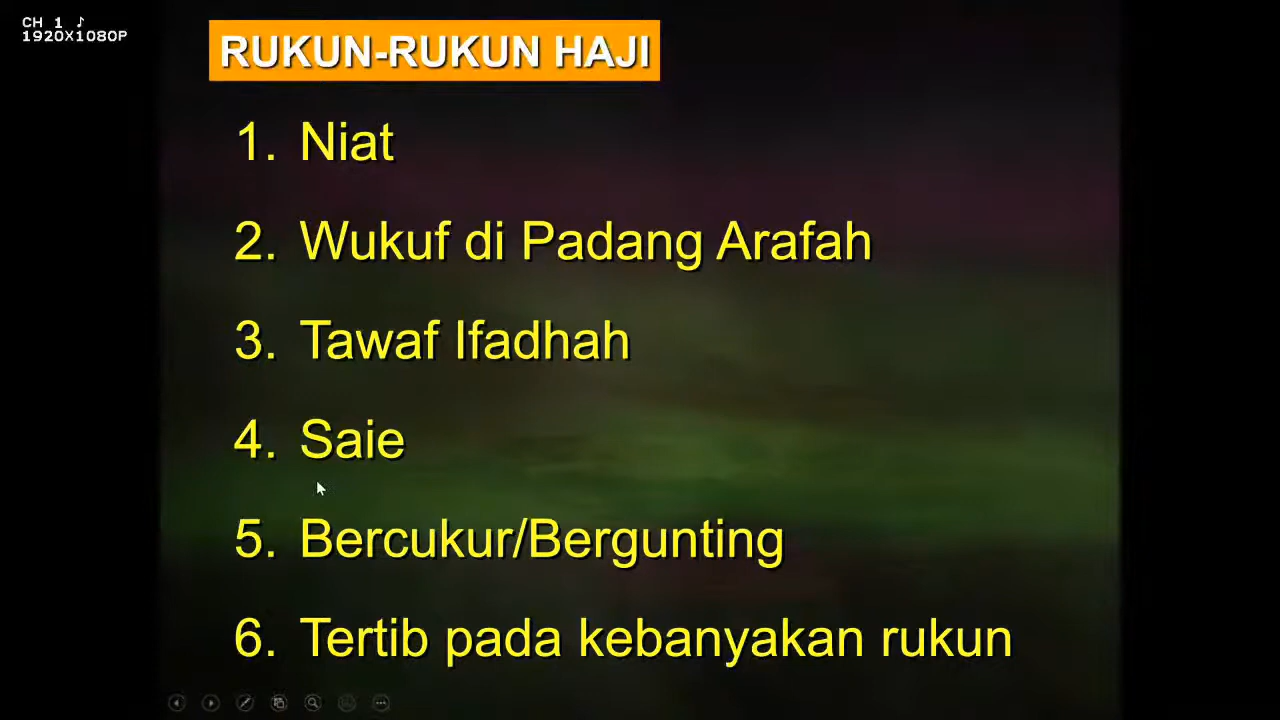 CH 1 ♪
1920X1080P
RUKUN-RUKUN HAJI
1. Niat
2. Wukuf di Padang Arafah
3. Tawaf Ifadhah
4. Saie
5. Bercukur/Bergunting
6. Tertib pada kebanyakan rukun